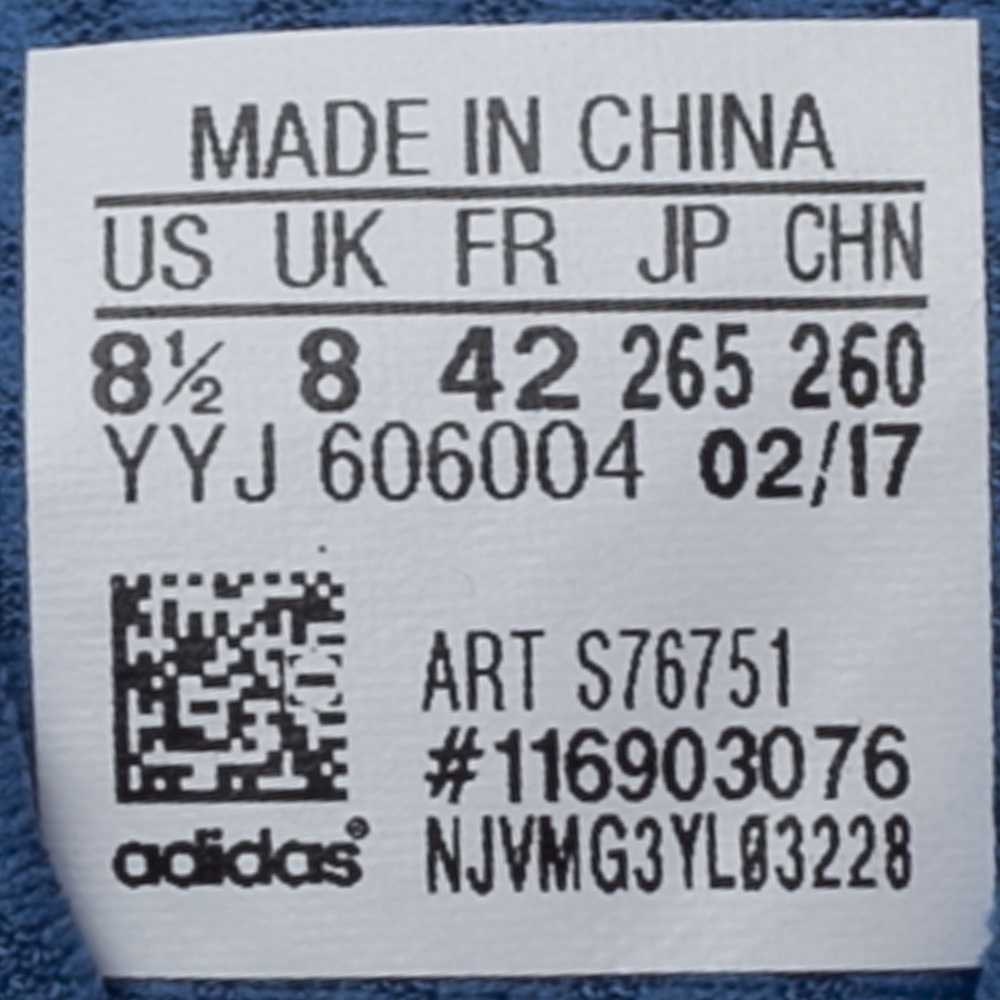 MADE IN CHINA
US UK FR JP CHN
8½ 8 42 265 260
YYJ 606004 02/17
ART S76751
#116903076
adidas®
NJVMG3YLØ3228